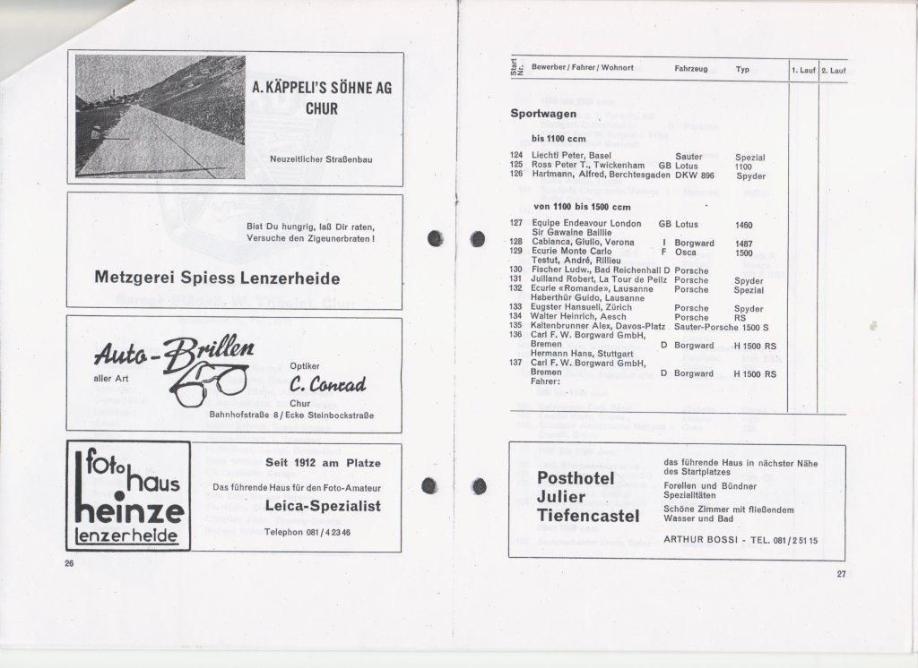 A. KÄPPELI'S SÖHNE AG
CHUR
Neuzeitlicher Straßenbau
Bist Du hungrig, laß Dir raten,
Versuche den Zigeunerbraten !
Metzgerei Spiess Lenzerheide
Auto-Brillen
aller Art
Optiker
C. Conrad
Chur
Bahnhofstraße 8 / Ecke Steinbockstraße
foto haus
heinze
lenzerheide
Seit 1912 am Platze
Das führende Haus für den Foto-Amateur
Leica-Spezialist
Telephon 081 / 4 23 46
26
Start Nr. Bewerber / Fahrer / Wohnort Fahrzeug Typ 1. Lauf 2. Lauf
Sportwagen
bis 1100 ccm
124 Liechti Peter, Basel Sauter Spezial
125 Ross Peter T., Twickenham GB Lotus 1100
126 Hartmann, Alfred, Berchtesgaden DKW 896 Spyder
von 1100 bis 1500 ccm
127 Equipe Endeavour London GB Lotus 1460
Sir Gawaine Baillie
128 Cabianca, Giulio, Verona I Borgward 1487
129 Ecurie Monte Carlo F Osca 1500
Testut, André, Rillieu
130 Fischer Ludw., Bad Reichenhall D Porsche
131 Juilland Robert, La Tour de Peilz Porsche Spyder
132 Ecurie «Romande», Lausanne Porsche Spezial
Haberthür Guido, Lausanne
133 Eugster Hansueli, Zürich Porsche Spyder
134 Walter Heinrich, Aesch Porsche RS
135 Kaltenbrunner Alex, Davos-Platz Sauter-Porsche 1500 S
136 Carl F. W. Borgward GmbH,
Bremen D Borgward H 1500 RS
Hermann Hans, Stuttgart
137 Carl F. W. Borgward GmbH,
Bremen D Borgward H 1500 RS
Fahrer:
Posthotel
Julier
Tiefencastel
das führende Haus in nächster Nähe
des Startplatzes
Forellen und Bündner
Spezialitäten
Schöne Zimmer mit fließendem
Wasser und Bad
ARTHUR BOSSI - TEL. 081 / 2 51 15
27